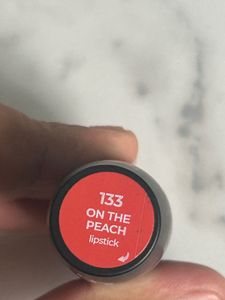 133
ON THE
PEACH
lipstick